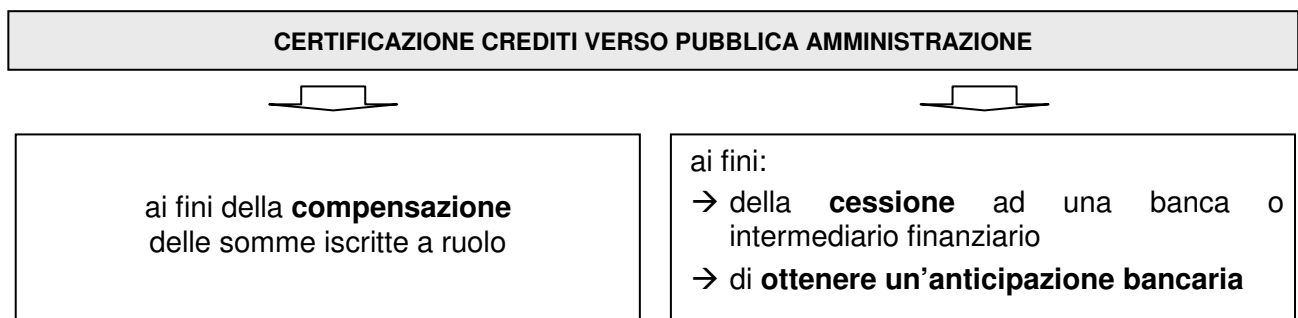 CERTIFICAZIONE CREDITI VERSO PUBBLICA AMMINISTRAZIONE
ai fini della compensazione
delle somme iscritte a ruolo
ai fini:
→ della cessione ad una banca o
intermediario finanziario
→ di ottenere un'anticipazione bancaria